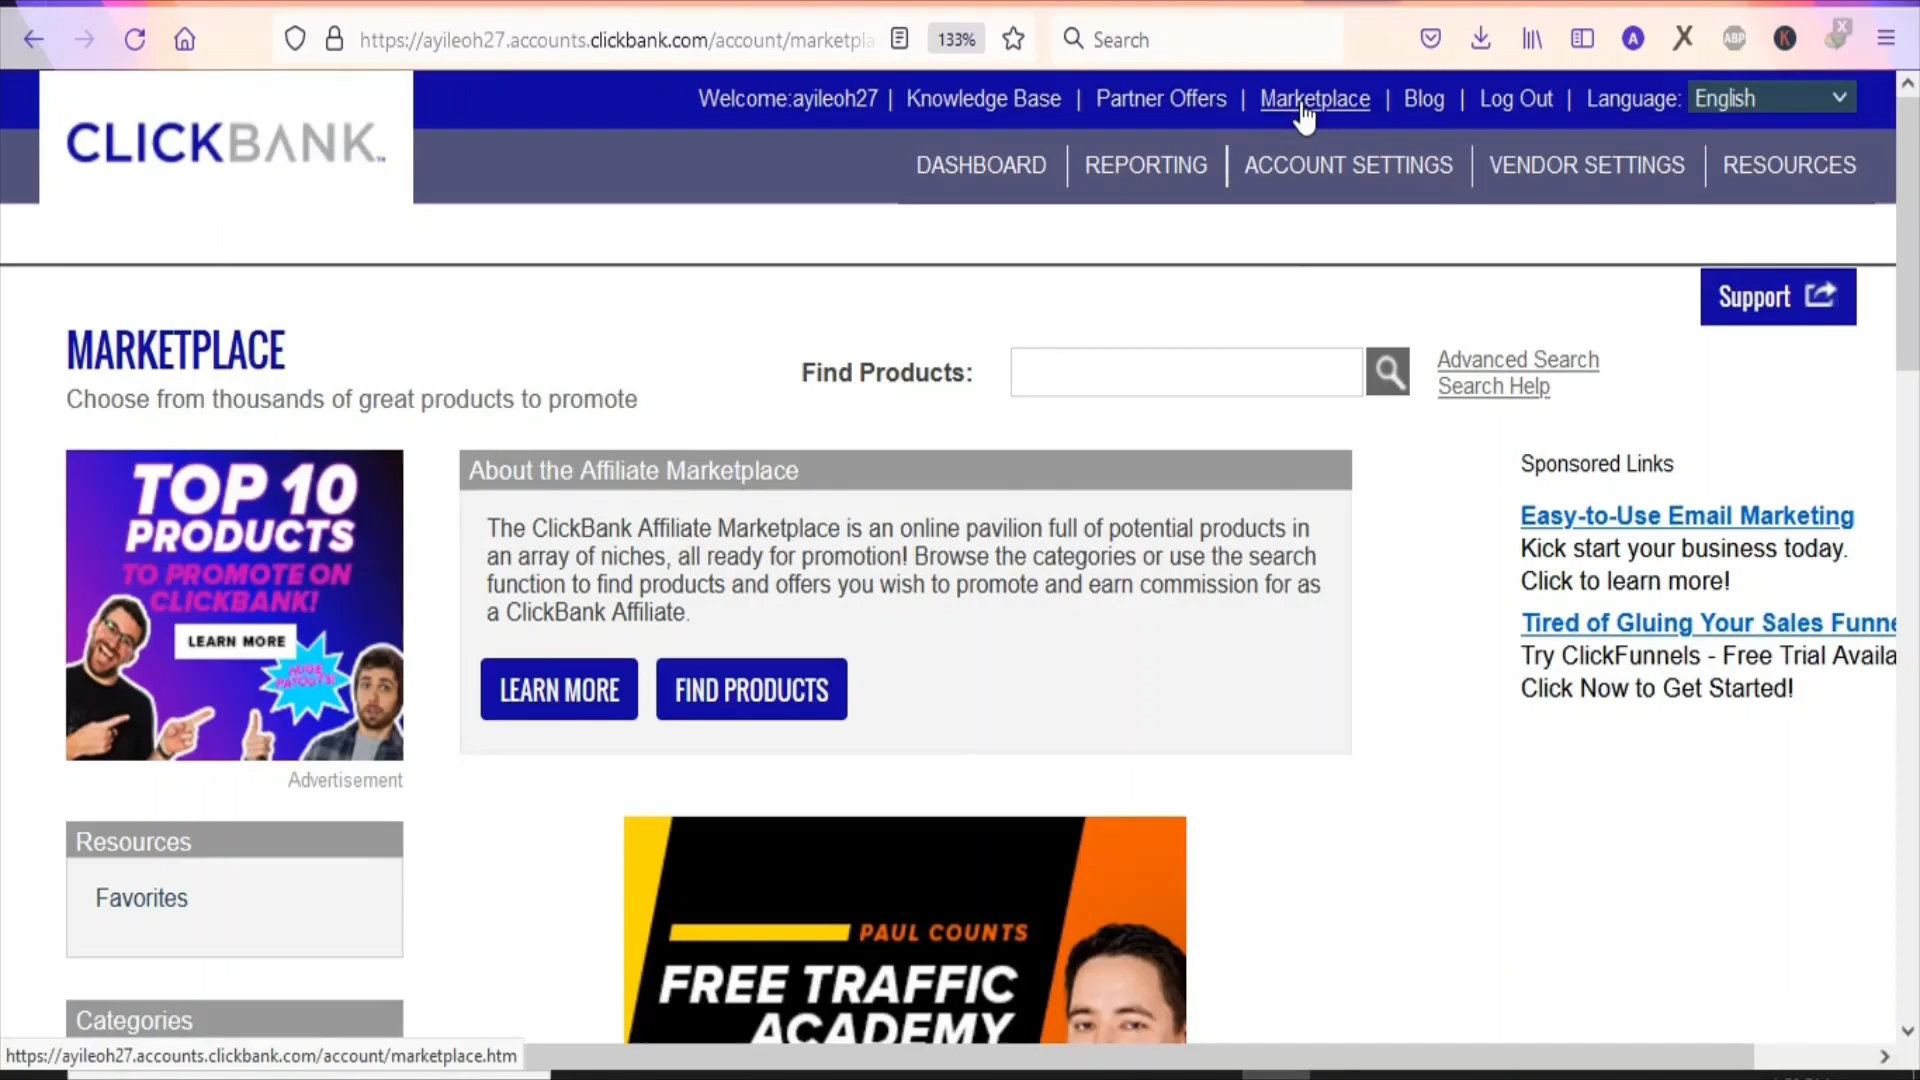 https://ayileoh27.accounts.clickbank.com/account/marketpla
133%
Search
A
ABP
K
X
Welcome:ayileoh27 | Knowledge Base | Partner Offers | Marketplace | Blog | Log Out | Language: English
CLICKBANK
DASHBOARD | REPORTING | ACCOUNT SETTINGS | VENDOR SETTINGS | RESOURCES
Support
MARKETPLACE
Choose from thousands of great products to promote
Find Products:
Advanced Search
Search Help
TOP 10
PRODUCTS
TO PROMOTE ON
CLICKBANK!
LEARN MORE
HUGE
PAYOUTS!
Advertisement
Resources
Favorites
Categories
About the Affiliate Marketplace
The ClickBank Affiliate Marketplace is an online pavilion full of potential products in
an array of niches, all ready for promotion! Browse the categories or use the search
function to find products and offers you wish to promote and earn commission for as
a ClickBank Affiliate.
LEARN MORE
FIND PRODUCTS
PAUL COUNTS
FREE TRAFFIC
ACADEMY
Sponsored Links
Easy-to-Use Email Marketing
Kick start your business today.
Click to learn more!
Tired of Gluing Your Sales Funne
Try ClickFunnels - Free Trial Availa
Click Now to Get Started!
https://ayileoh27.accounts.clickbank.com/account/marketplace.htm